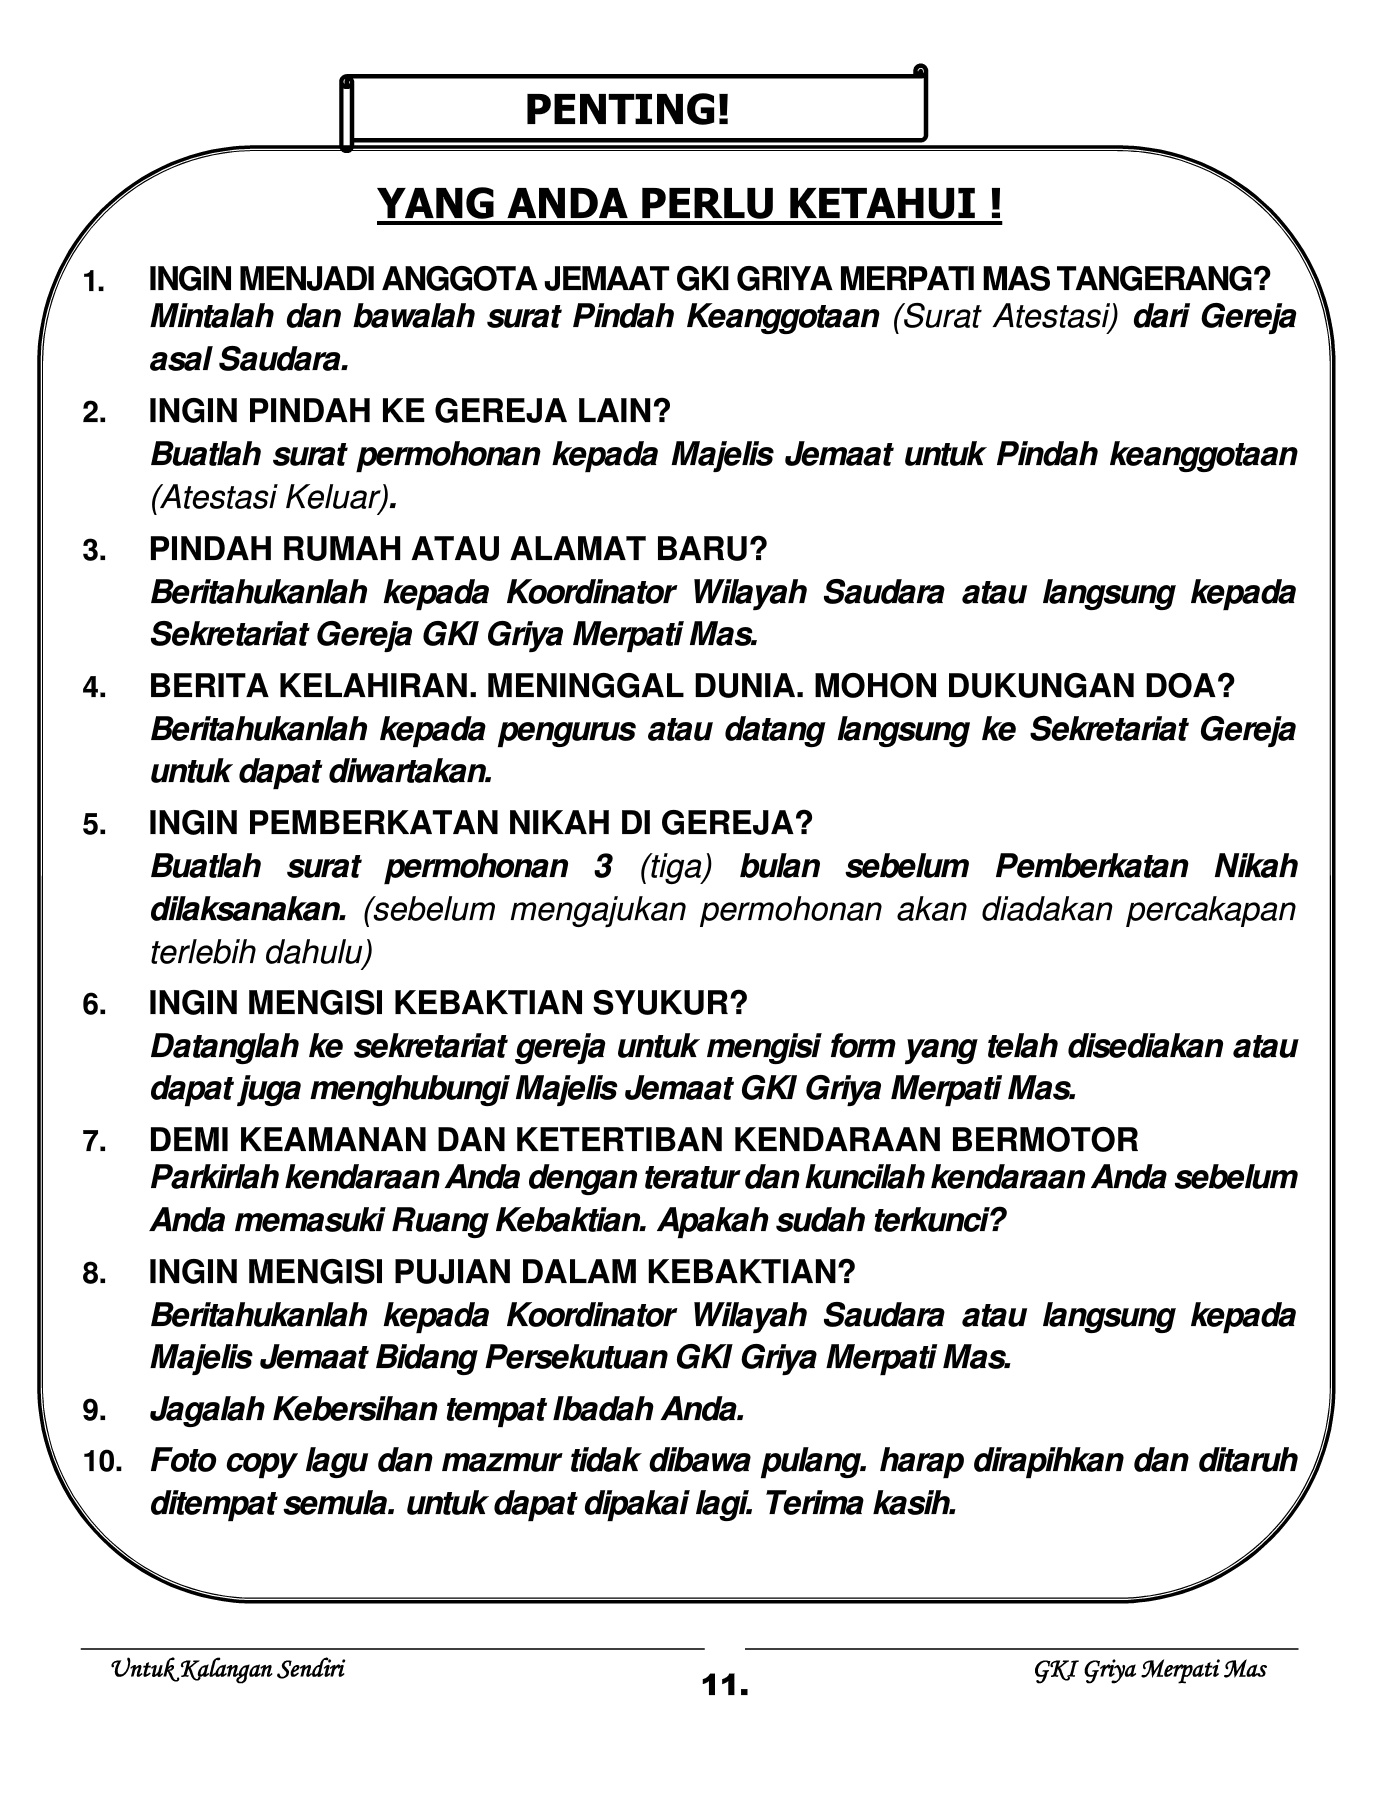 PENTING!
YANG ANDA PERLU KETAHUI !
1. INGIN MENJADI ANGGOTA JEMAAT GKI GRIYA MERPATI MAS TANGERANG?
Mintalah dan bawalah surat Pindah Keanggotaan (Surat Atestasi) dari Gereja
asal Saudara.
2. INGIN PINDAH KE GEREJA LAIN?
Buatlah surat permohonan kepada Majelis Jemaat untuk Pindah keanggotaan
(Atestasi Keluar).
3. PINDAH RUMAH ATAU ALAMAT BARU?
Beritahukanlah kepada Koordinator Wilayah Saudara atau langsung kepada
Sekretariat Gereja GKI Griya Merpati Mas.
4. BERITA KELAHIRAN. MENINGGAL DUNIA. MOHON DUKUNGAN DOA?
Beritahukanlah kepada pengurus atau datang langsung ke Sekretariat Gereja
untuk dapat diwartakan.
5. INGIN PEMBERKATAN NIKAH DI GEREJA?
Buatlah surat permohonan 3 (tiga) bulan sebelum Pemberkatan Nikah
dilaksanakan. (sebelum mengajukan permohonan akan diadakan percakapan
terlebih dahulu)
6. INGIN MENGISI KEBAKTIAN SYUKUR?
Datanglah ke sekretariat gereja untuk mengisi form yang telah disediakan atau
dapat juga menghubungi Majelis Jemaat GKI Griya Merpati Mas.
7. DEMI KEAMANAN DAN KETERTIBAN KENDARAAN BERMOTOR
Parkirlah kendaraan Anda dengan teratur dan kuncilah kendaraan Anda sebelum
Anda memasuki Ruang Kebaktian. Apakah sudah terkunci?
8. INGIN MENGISI PUJIAN DALAM KEBAKTIAN?
Beritahukanlah kepada Koordinator Wilayah Saudara atau langsung kepada
Majelis Jemaat Bidang Persekutuan GKI Griya Merpati Mas.
9. Jagalah Kebersihan tempat Ibadah Anda.
10. Foto copy lagu dan mazmur tidak dibawa pulang. harap dirapihkan dan ditaruh
ditempat semula. untuk dapat dipakai lagi. Terima kasih.
Untuk Kalangan Sendiri
11.
GKI Griya Merpati Mas